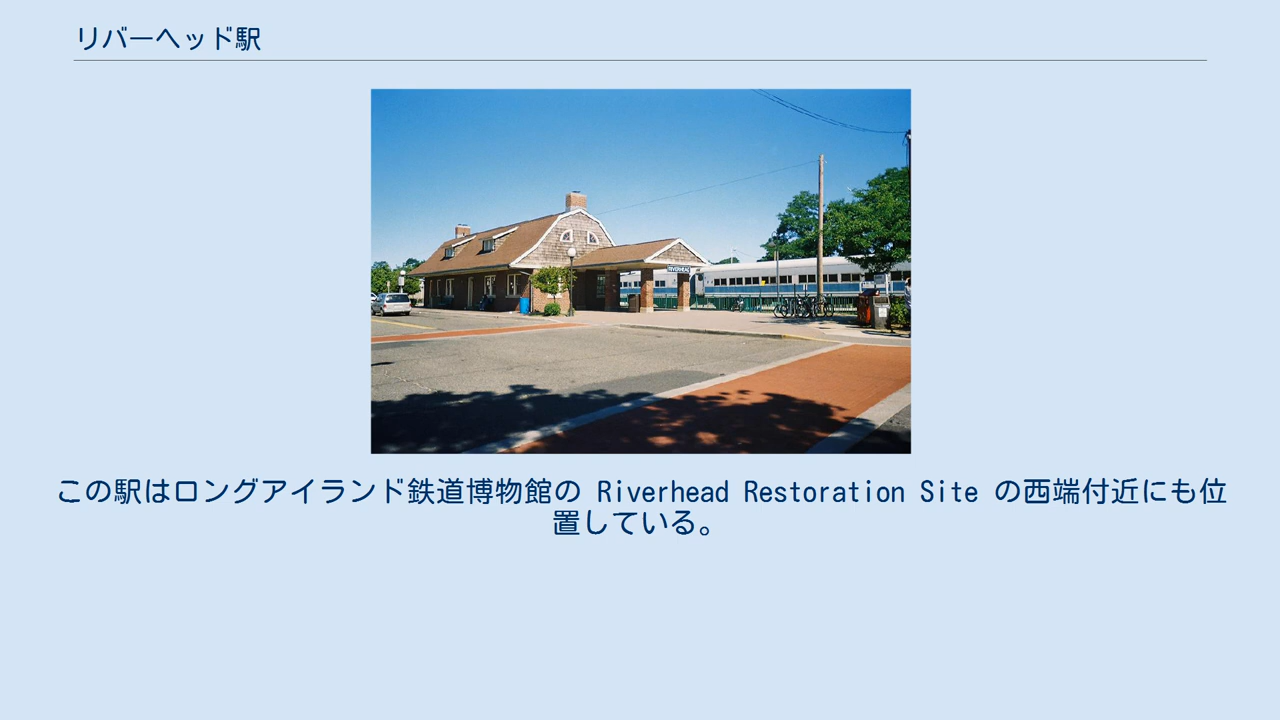 リバーヘッド駅
RIVERHEAD
この駅はロングアイランド鉄道博物館の Riverhead Restoration Site の西端付近にも位
置している。